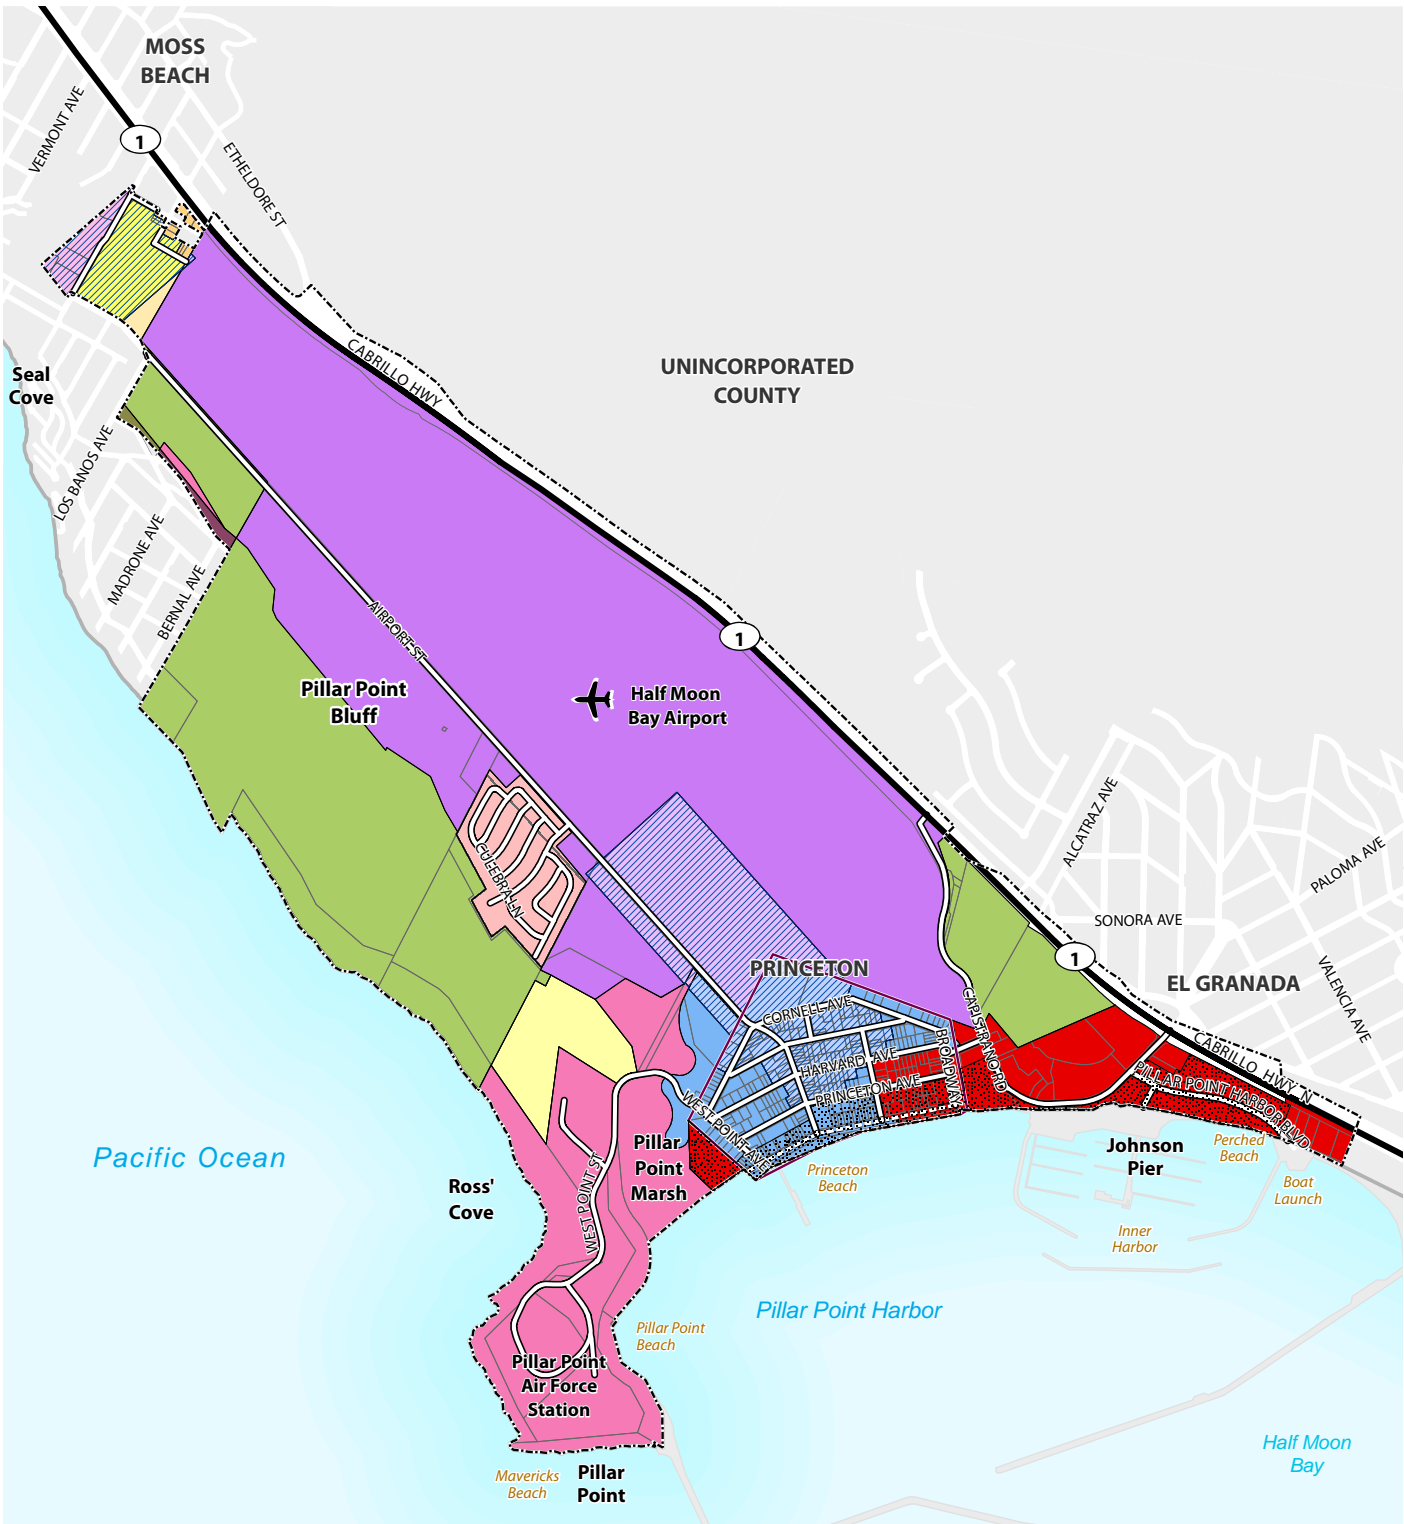 MOSS
BEACH
VERMONT AVE
1
ETHELDORE ST
CABRILLO HWY
UNINCORPORATED
COUNTY
Seal
Cove
LOS BANOS AVE
MADRONE AVE
BERNAL AVE
AIRPORT ST
1
Pillar Point
Bluff
Half Moon
Bay Airport
ALCATRAZ AVE
PALOMA AVE
CULEBRA LN
SONORA AVE
1
PRINCETON
EL GRANADA
VALENCIA AVE
CORNELL AVE
CAPISTRANO RD
HARVARD AVE
BROADWAY
PRINCETON AVE
CABRILLO HWY N
PILLAR POINT HARBOR BLVD
WEST POINT AVE
Pacific Ocean
Pillar
Point
Marsh
Johnson
Pier
Perched
Beach
Princeton
Beach
Boat
Launch
Ross'
Cove
WEST POINT ST
Inner
Harbor
Pillar Point Harbor
Pillar Point
Beach
Pillar Point
Air Force
Station
Half Moon
Bay
Mavericks
Beach
Pillar
Point